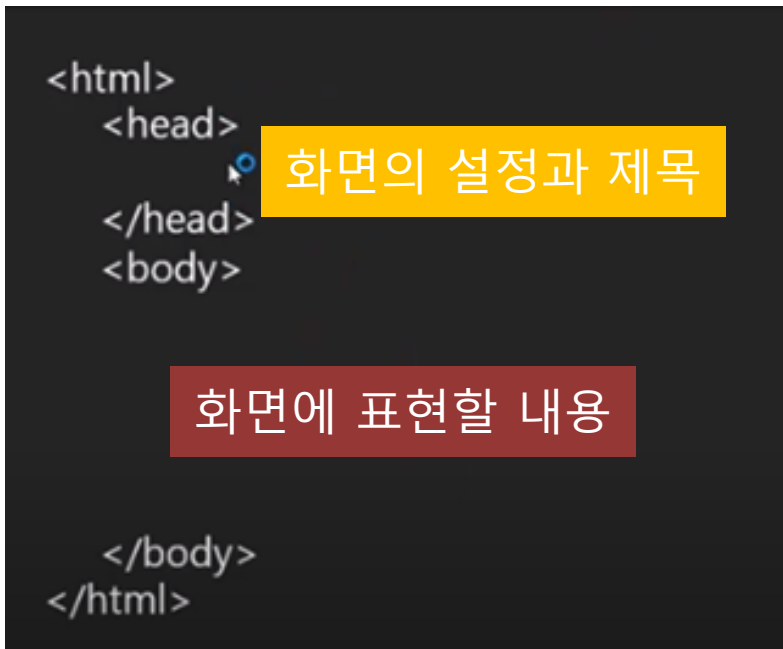 <html>
<head>
화면의 설정과 제목
</head>
<body>
화면에 표현할 내용
</body>
</html>